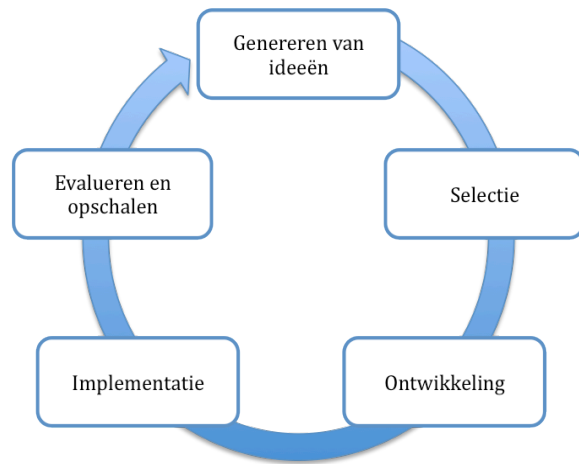 Genereren van
ideeën
Selectie
Ontwikkeling
Implementatie
Evalueren en
opschalen